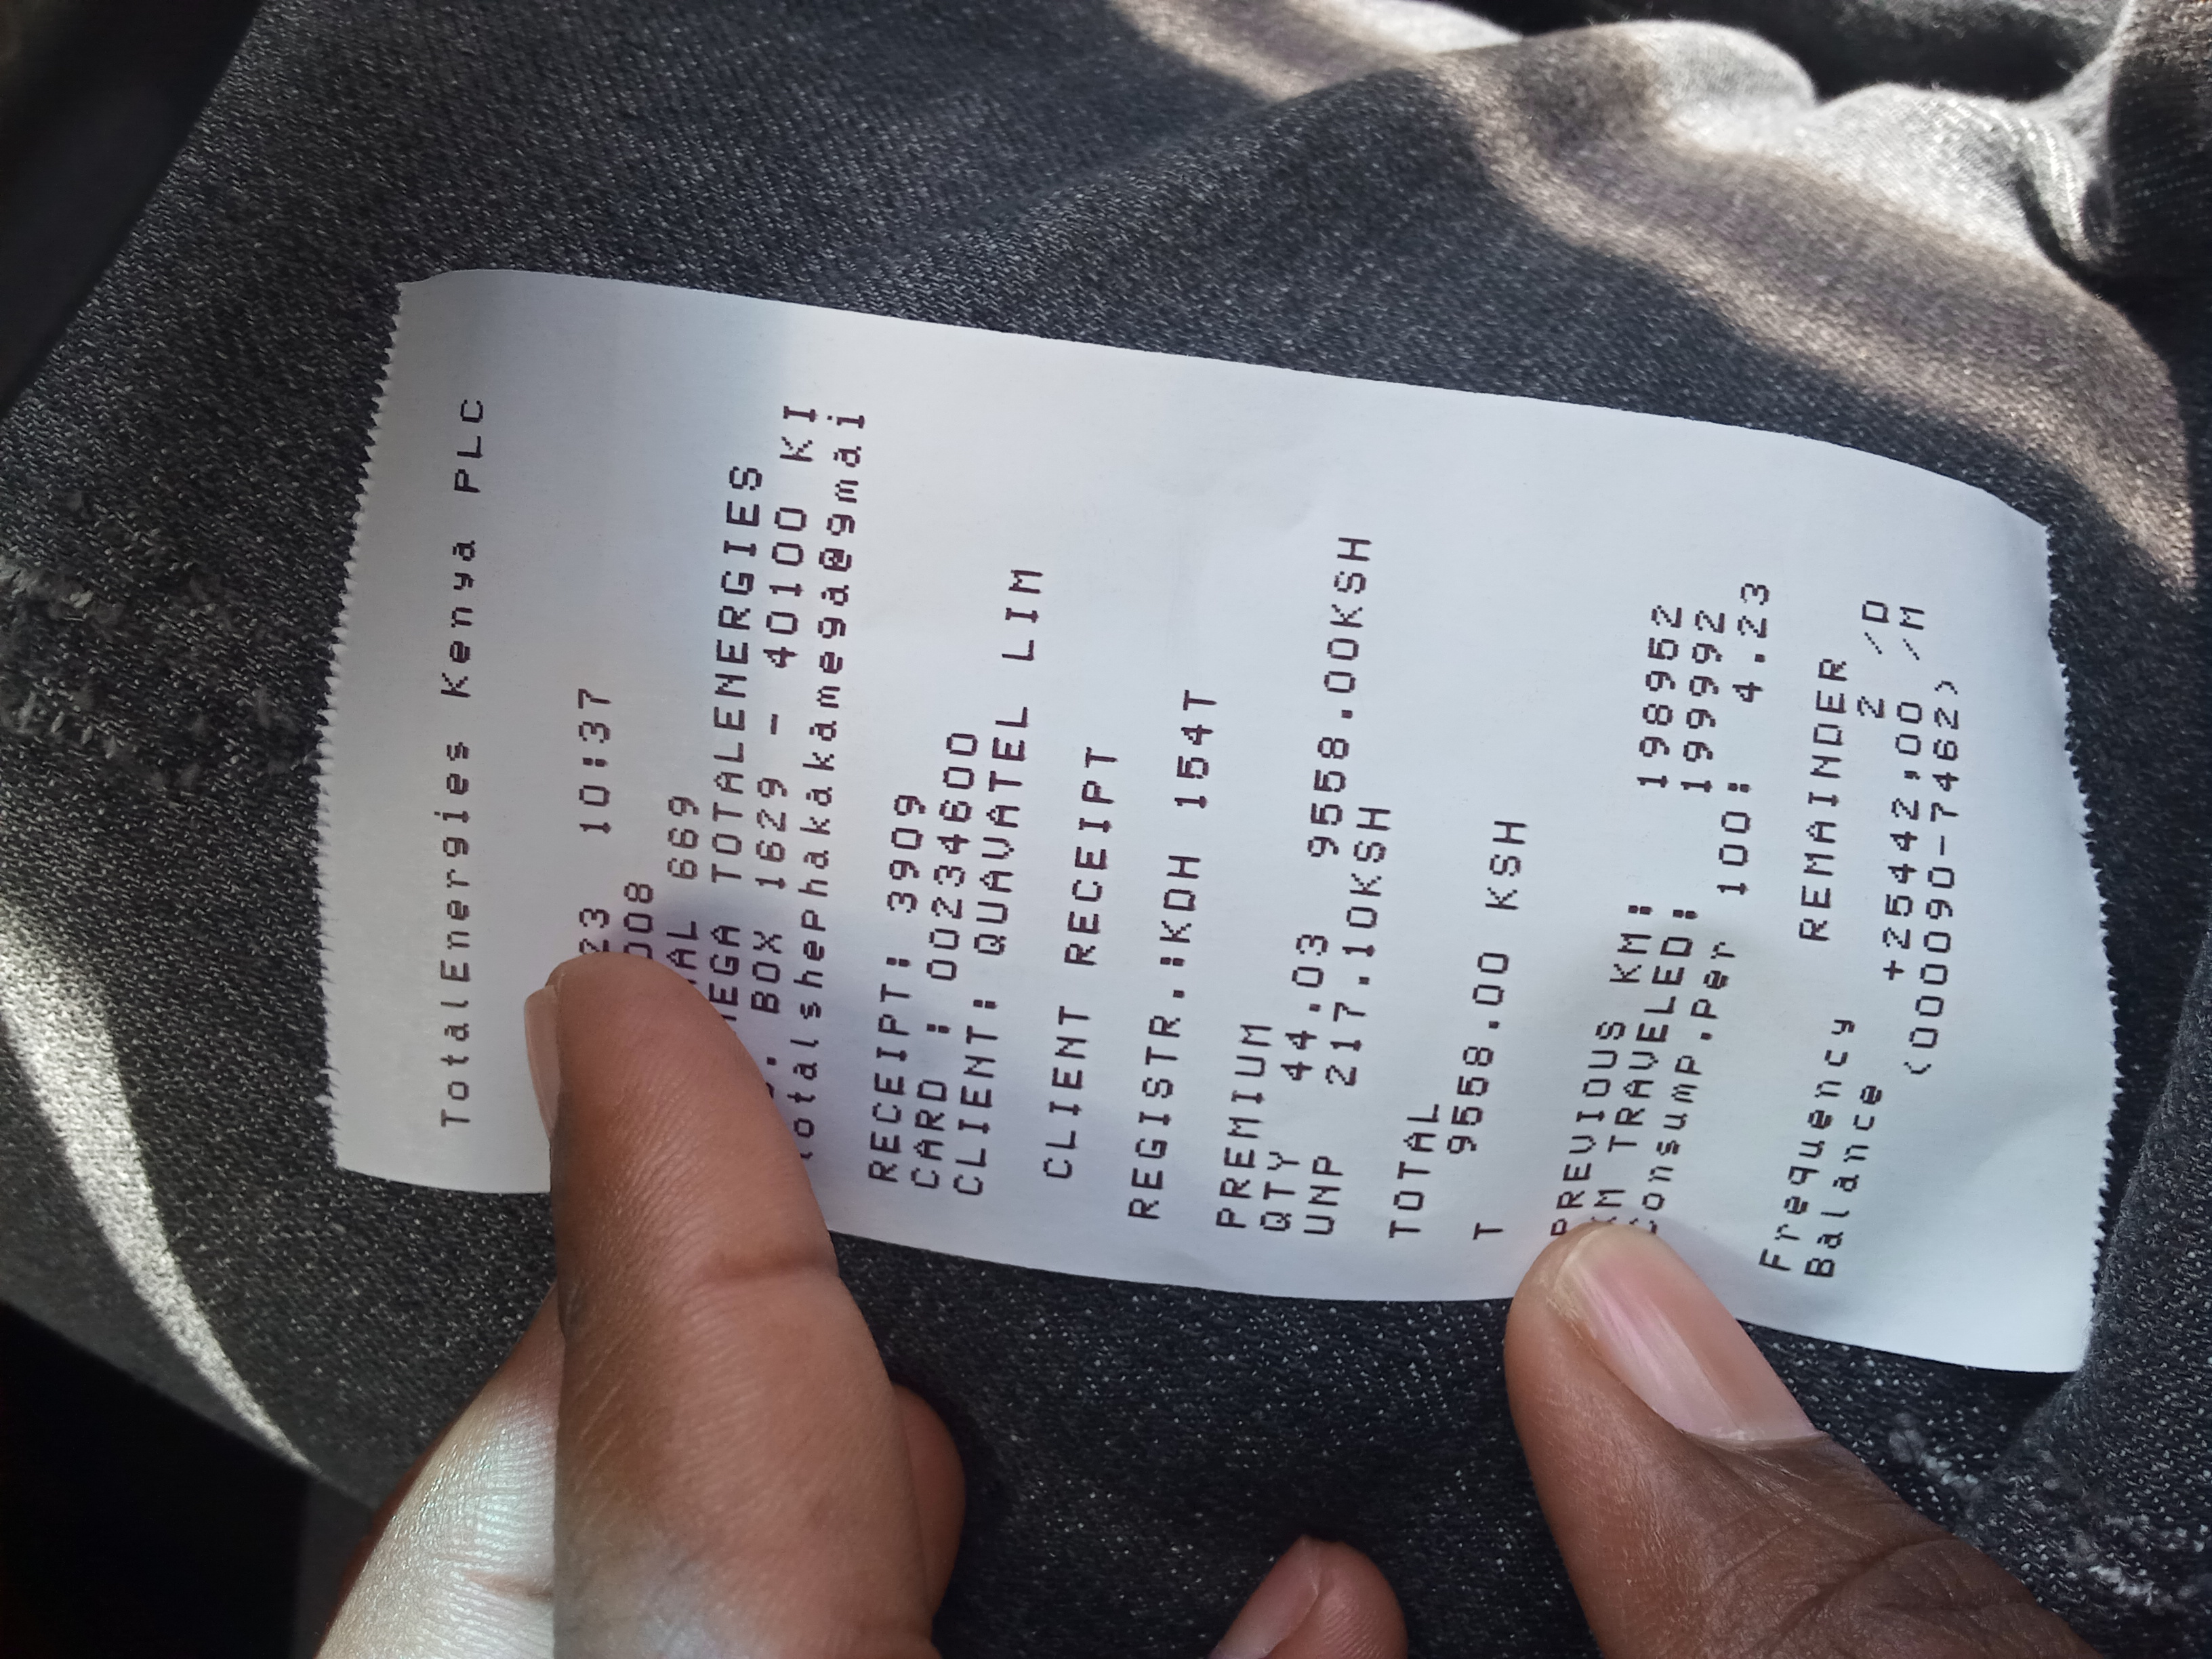 TotalEnergies Kenya PLC
23 10:37
008
669
TOTALENERGIES
BOX 1629 - 40100 KI
totalshephakakamega@gmai
RECEIPT: 3909
CARD : 00234600
CLIENT: QUAVATEL LIM
CLIENT RECEIPT
REGISTR.:KDH 154T
PREMIUM
QTY 44.03 9558.00KSH
UNP 217.10KSH
TOTAL
T 9558.00 KSH
PREVIOUS KM: 198952
KM TRAVELED: 199992
Consump.per 100: 4.23
REMAINDER
Frequency 2 /D
Balance +25442,00 /M
(000090-7462)